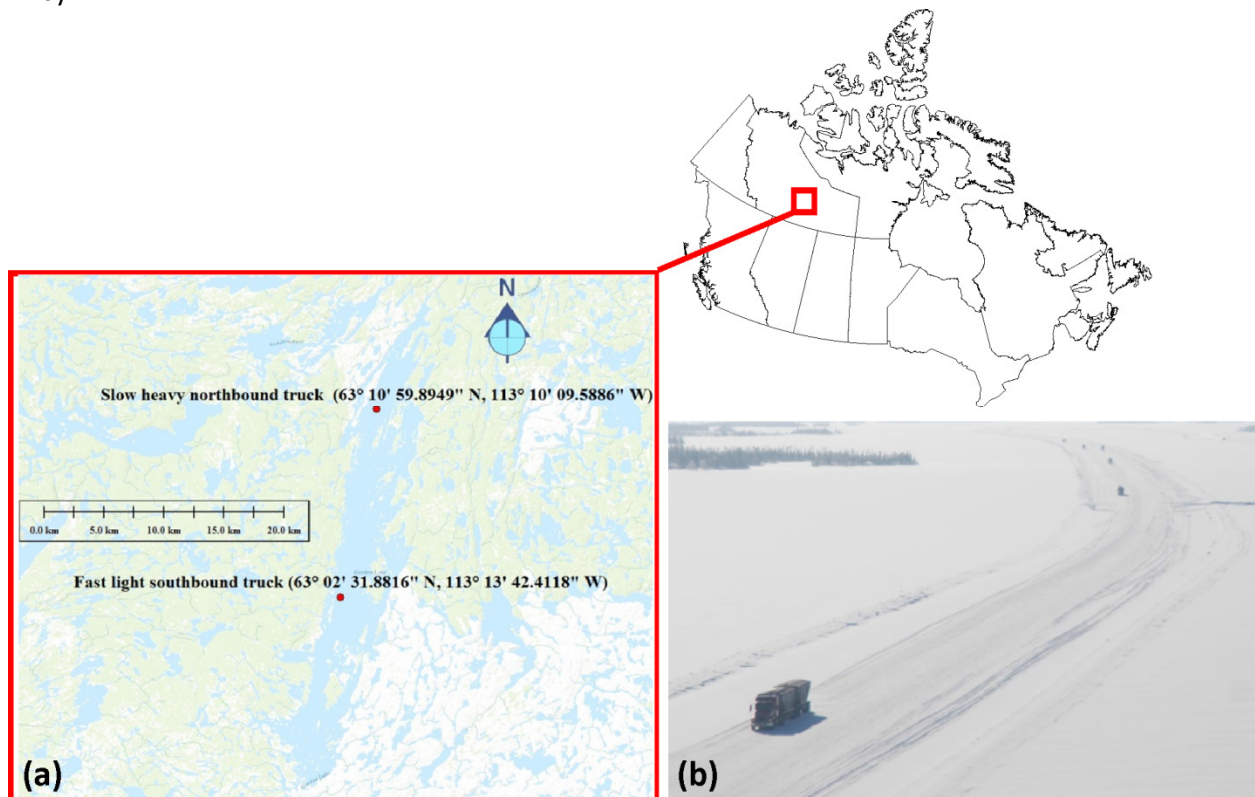 N
Slow heavy northbound truck (63° 10' 59.8949" N, 113° 10' 09.5886" W)
0.0 km 5.0 km 10.0 km 15.0 km 20.0 km
Fast light southbound truck (63° 02' 31.8816" N, 113° 13' 42.4118" W)
(a)
(b)